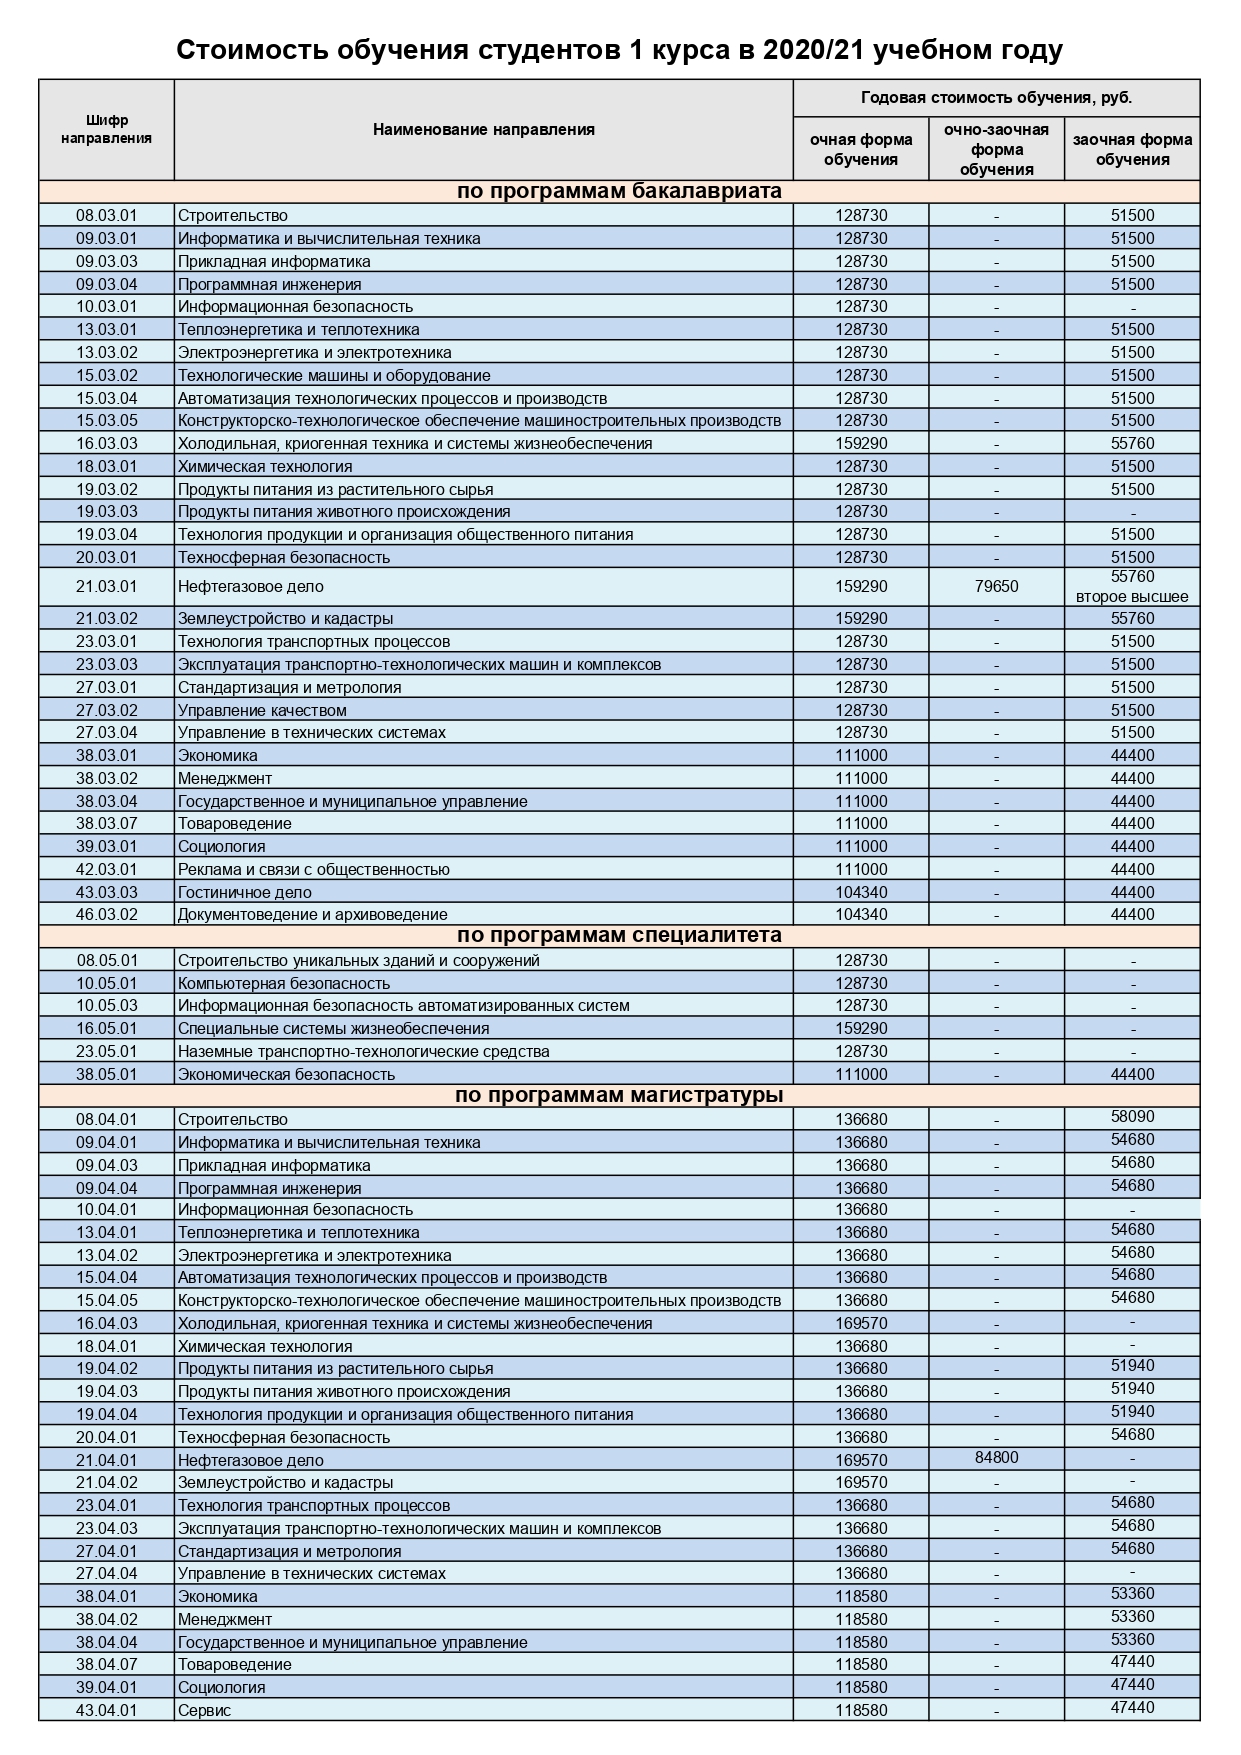 Стоимость обучения студентов 1 курса в 2020/21 учебном году
Шифр направления | Наименование направления | Годовая стоимость обучения, руб.
очная форма обучения | очно-заочная форма обучения | заочная форма обучения
по программам бакалавриата
08.03.01 Строительство 128730 - 51500
09.03.01 Информатика и вычислительная техника 128730 - 51500
09.03.03 Прикладная информатика 128730 - 51500
09.03.04 Программная инженерия 128730 - 51500
10.03.01 Информационная безопасность 128730 - -
13.03.01 Теплоэнергетика и теплотехника 128730 - 51500
13.03.02 Электроэнергетика и электротехника 128730 - 51500
15.03.02 Технологические машины и оборудование 128730 - 51500
15.03.04 Автоматизация технологических процессов и производств 128730 - 51500
15.03.05 Конструкторско-технологическое обеспечение машиностроительных производств 128730 - 51500
16.03.03 Холодильная, криогенная техника и системы жизнеобеспечения 159290 - 55760
18.03.01 Химическая технология 128730 - 51500
19.03.02 Продукты питания из растительного сырья 128730 - 51500
19.03.03 Продукты питания животного происхождения 128730 - -
19.03.04 Технология продукции и организация общественного питания 128730 - 51500
20.03.01 Техносферная безопасность 128730 - 51500
21.03.01 Нефтегазовое дело 159290 79650 55760
второе высшее
21.03.02 Землеустройство и кадастры 159290 - 55760
23.03.01 Технология транспортных процессов 128730 - 51500
23.03.03 Эксплуатация транспортно-технологических машин и комплексов 128730 - 51500
27.03.01 Стандартизация и метрология 128730 - 51500
27.03.02 Управление качеством 128730 - 51500
27.03.04 Управление в технических системах 128730 - 51500
38.03.01 Экономика 111000 - 44400
38.03.02 Менеджмент 111000 - 44400
38.03.04 Государственное и муниципальное управление 111000 - 44400
38.03.07 Товароведение 111000 - 44400
39.03.01 Социология 111000 - 44400
42.03.01 Реклама и связи с общественностью 111000 - 44400
43.03.03 Гостиничное дело 104340 - 44400
46.03.02 Документоведение и архивоведение 104340 - 44400
по программам специалитета
08.05.01 Строительство уникальных зданий и сооружений 128730 - -
10.05.01 Компьютерная безопасность 128730 - -
10.05.03 Информационная безопасность автоматизированных систем 128730 - -
16.05.01 Специальные системы жизнеобеспечения 159290 - -
23.05.01 Наземные транспортно-технологические средства 128730 - -
38.05.01 Экономическая безопасность 111000 - 44400
по программам магистратуры
08.04.01 Строительство 136680 - 58090
09.04.01 Информатика и вычислительная техника 136680 - 54680
09.04.03 Прикладная информатика 136680 - 54680
09.04.04 Программная инженерия 136680 - 54680
10.04.01 Информационная безопасность 136680 - -
13.04.01 Теплоэнергетика и теплотехника 136680 - 54680
13.04.02 Электроэнергетика и электротехника 136680 - 54680
15.04.04 Автоматизация технологических процессов и производств 136680 - 54680
15.04.05 Конструкторско-технологическое обеспечение машиностроительных производств 136680 - 54680
16.04.03 Холодильная, криогенная техника и системы жизнеобеспечения 169570 - -
18.04.01 Химическая технология 136680 - -
19.04.02 Продукты питания из растительного сырья 136680 - 51940
19.04.03 Продукты питания животного происхождения 136680 - 51940
19.04.04 Технология продукции и организация общественного питания 136680 - 51940
20.04.01 Техносферная безопасность 136680 - 54680
21.04.01 Нефтегазовое дело 169570 84800 -
21.04.02 Землеустройство и кадастры 169570 - -
23.04.01 Технология транспортных процессов 136680 - 54680
23.04.03 Эксплуатация транспортно-технологических машин и комплексов 136680 - 54680
27.04.01 Стандартизация и метрология 136680 - 54680
27.04.04 Управление в технических системах 136680 - -
38.04.01 Экономика 118580 - 53360
38.04.02 Менеджмент 118580 - 53360
38.04.04 Государственное и муниципальное управление 118580 - 53360
38.04.07 Товароведение 118580 - 47440
39.04.01 Социология 118580 - 47440
43.04.01 Сервис 118580 - 47440